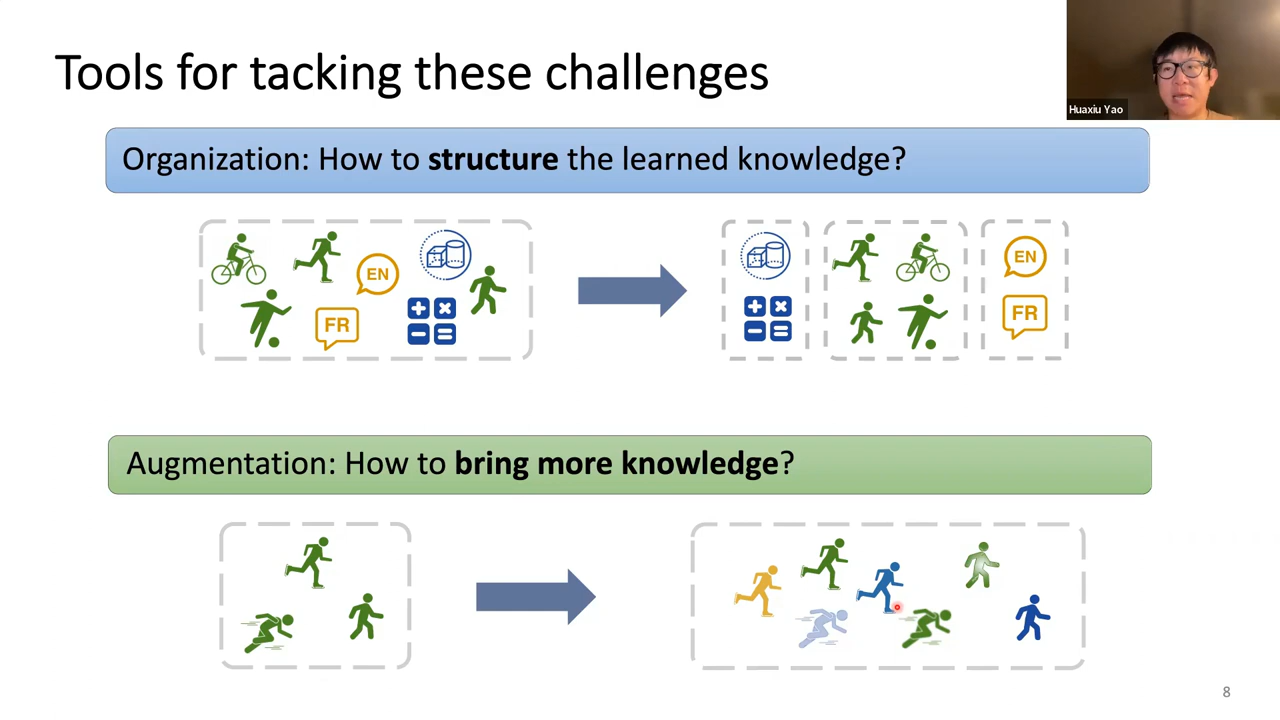 Tools for tacking these challenges
Huaxiu Yao
Organization: How to structure the learned knowledge?
EN
FR
EN
FR
Augmentation: How to bring more knowledge?
8